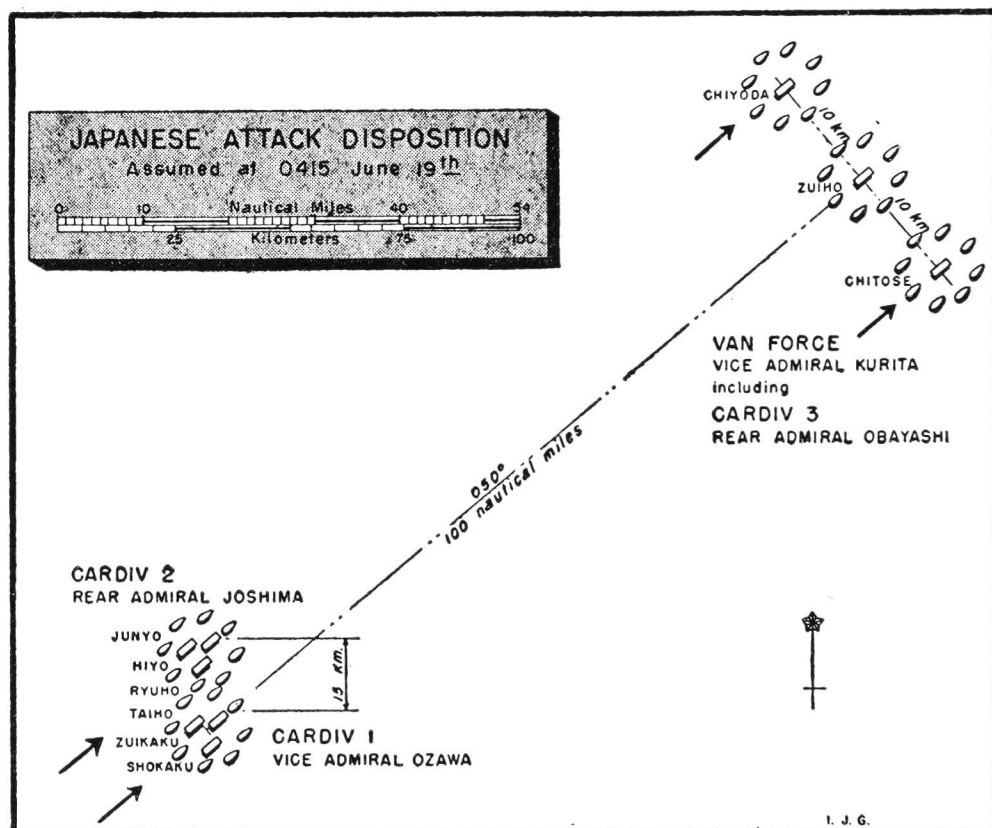 JAPANESE ATTACK DISPOSITION
Assumed at 0415 June 19th
0 10 Nautical Miles 40 54
25 Kilometers 75 100
CHIYODA
10 km
ZUIHO
10 km
CHITOSE
VAN FORCE
VICE ADMIRAL KURITA
including
CARDIV 3
REAR ADMIRAL OBAYASHI
050°
100 nautical miles
CARDIV 2
REAR ADMIRAL JOSHIMA
JUNYO
HIYO
RYUHO
TAIHO
ZUIKAKU
SHOKAKU
15 KM.
CARDIV 1
VICE ADMIRAL OZAWA
I. J. G.